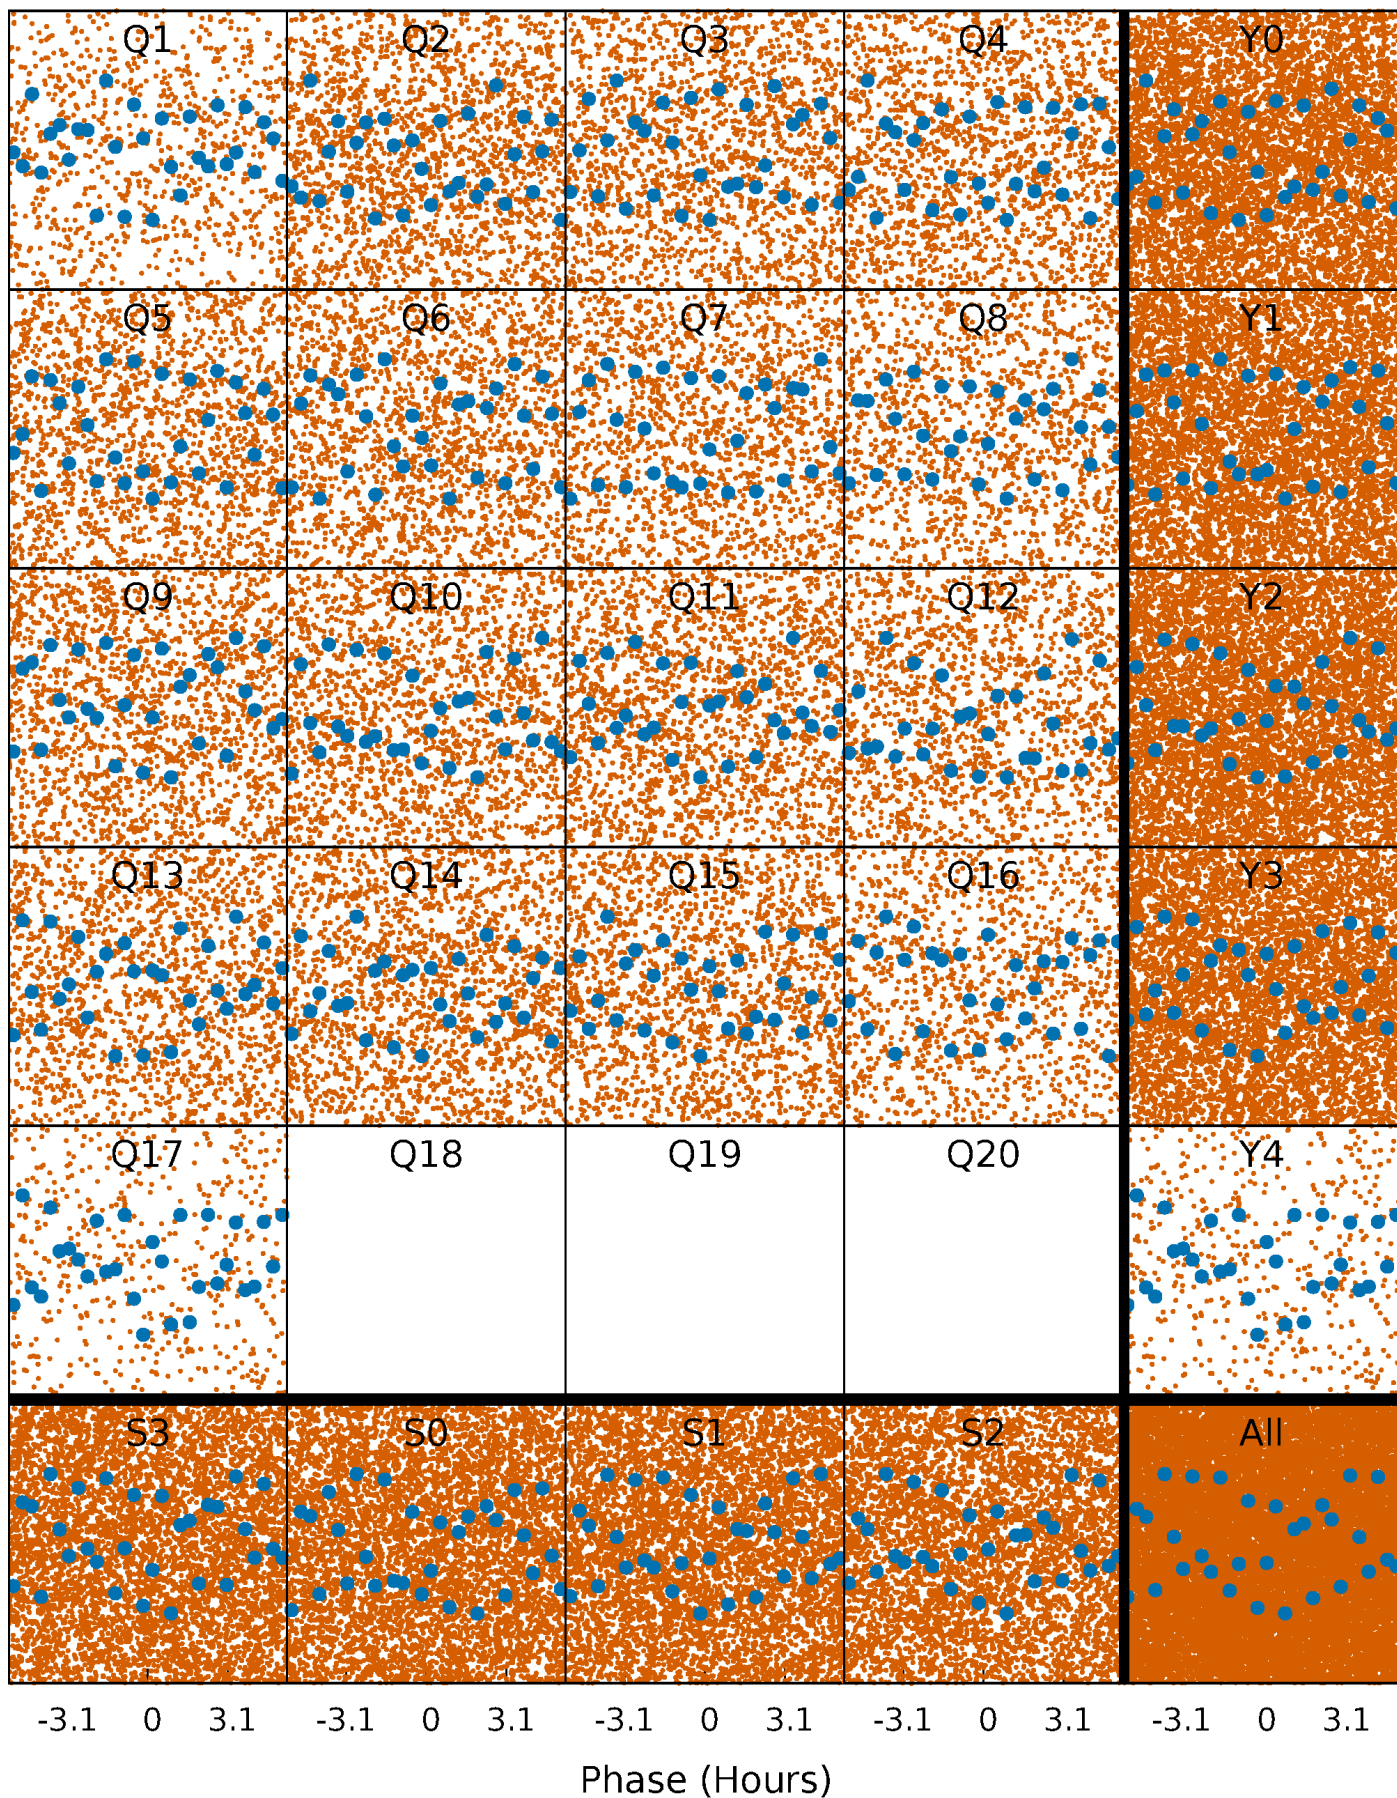 Q1 Q2 Q3 Q4 Y0
Q5 Q6 Q7 Q8 Y1
Q9 Q10 Q11 Q12 Y2
Q13 Q14 Q15 Q16 Y3
Q17 Q18 Q19 Q20 Y4
S3 S0 S1 S2 All
-3.1 0 3.1 -3.1 0 3.1 -3.1 0 3.1 -3.1 0 3.1 -3.1 0 3.1
Phase (Hours)